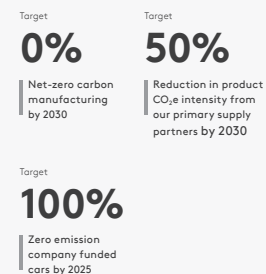 Target
0%
Net-zero carbon
manufacturing
by 2030
Target
50%
Reduction in product
CO₂e intensity from
our primary supply
partners by 2030
Target
100%
Zero emission
company funded
cars by 2025